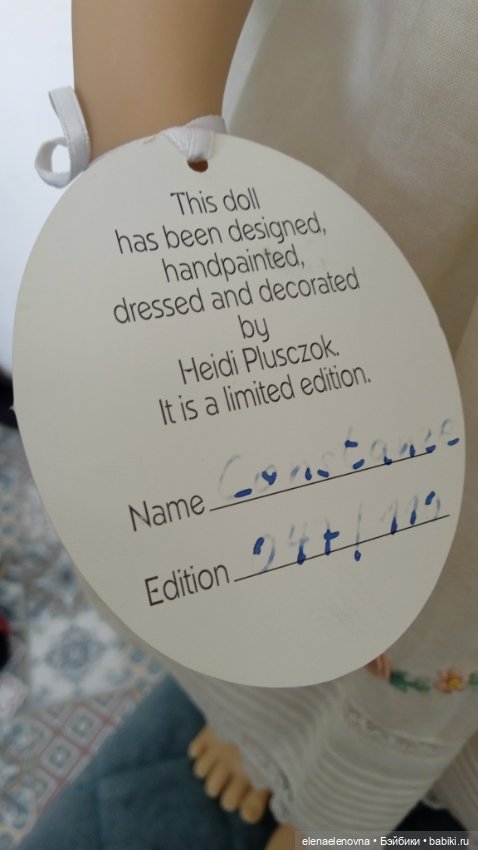 This doll
has been designed,
handpainted,
dressed and decorated
by
Heidi Plusczok.
It is a limited edition.
Name Constance
Edition
elenaelenovna • Бэйбики • babiki.ru